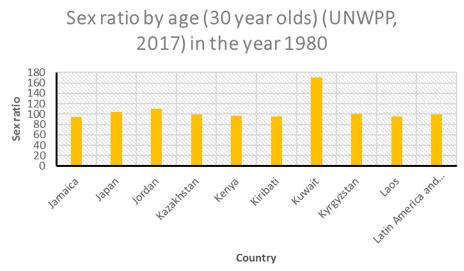 Sex ratio by age (30 year olds) (UNWPP,
2017) in the year 1980
180
160
140
120
100
80
60
40
20
0
Sex ratio
Jamaica
Japan
Jordan
Kazakhstan
Kenya
Kiribati
Kuwait
Kyrgyzstan
Laos
Latin America and...
Country